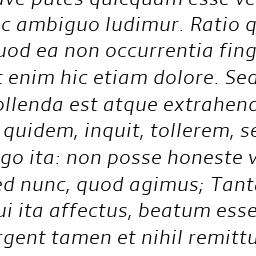 putes quicquam esse ve
c ambiguo ludimur. Ratio q
uod ea non occurrentia fing
t enim hic etiam dolore. Sed
ollenda est atque extrahend
quidem, inquit, tollerem, se
go ita: non posse honeste v
ed nunc, quod agimus; Tant
ui ita affectus, beatum esse
rgent tamen et nihil remittu